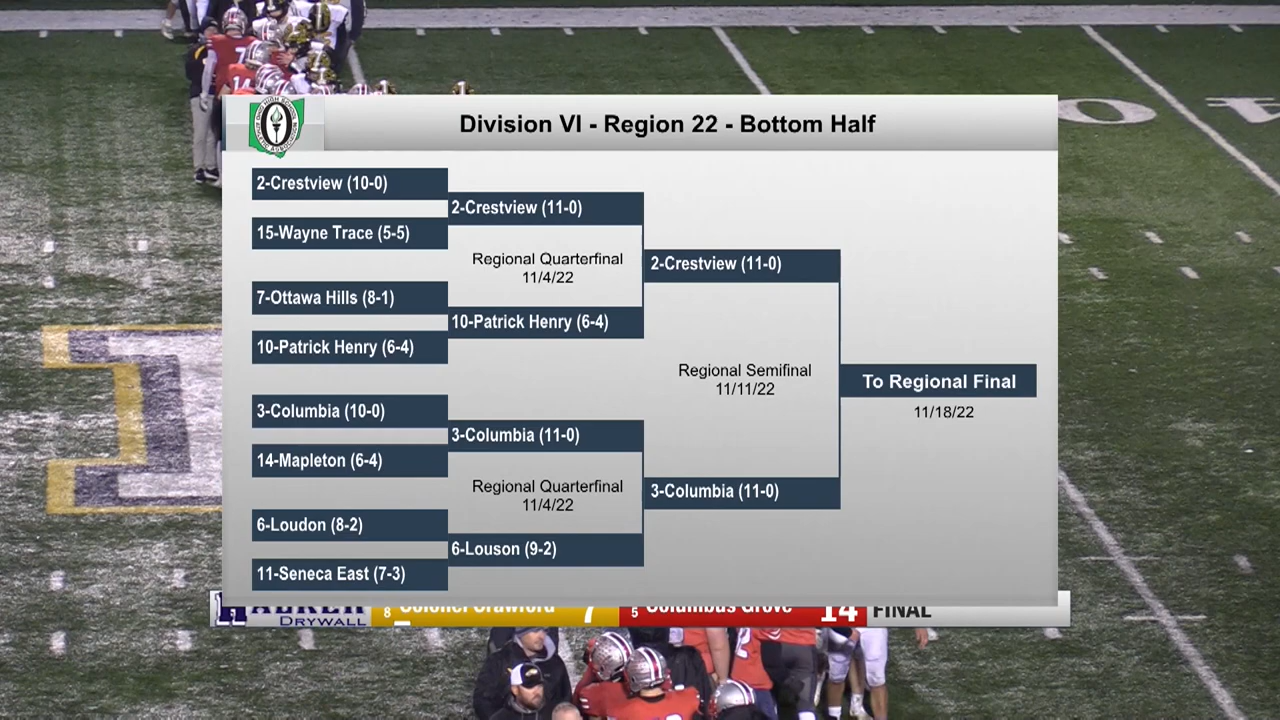 Division VI - Region 22 - Bottom Half
2-Crestview (10-0)
15-Wayne Trace (5-5)
7-Ottawa Hills (8-1)
10-Patrick Henry (6-4)
3-Columbia (10-0)
14-Mapleton (6-4)
6-Loudon (8-2)
11-Seneca East (7-3)
2-Crestview (11-0)
Regional Quarterfinal
11/4/22
10-Patrick Henry (6-4)
3-Columbia (11-0)
Regional Quarterfinal
11/4/22
6-Louson (9-2)
2-Crestview (11-0)
Regional Semifinal
11/11/22
3-Columbia (11-0)
To Regional Final
11/18/22
DRYWALL
8 Colonel Crawford 7
5 Columbus Grove 14
FINAL